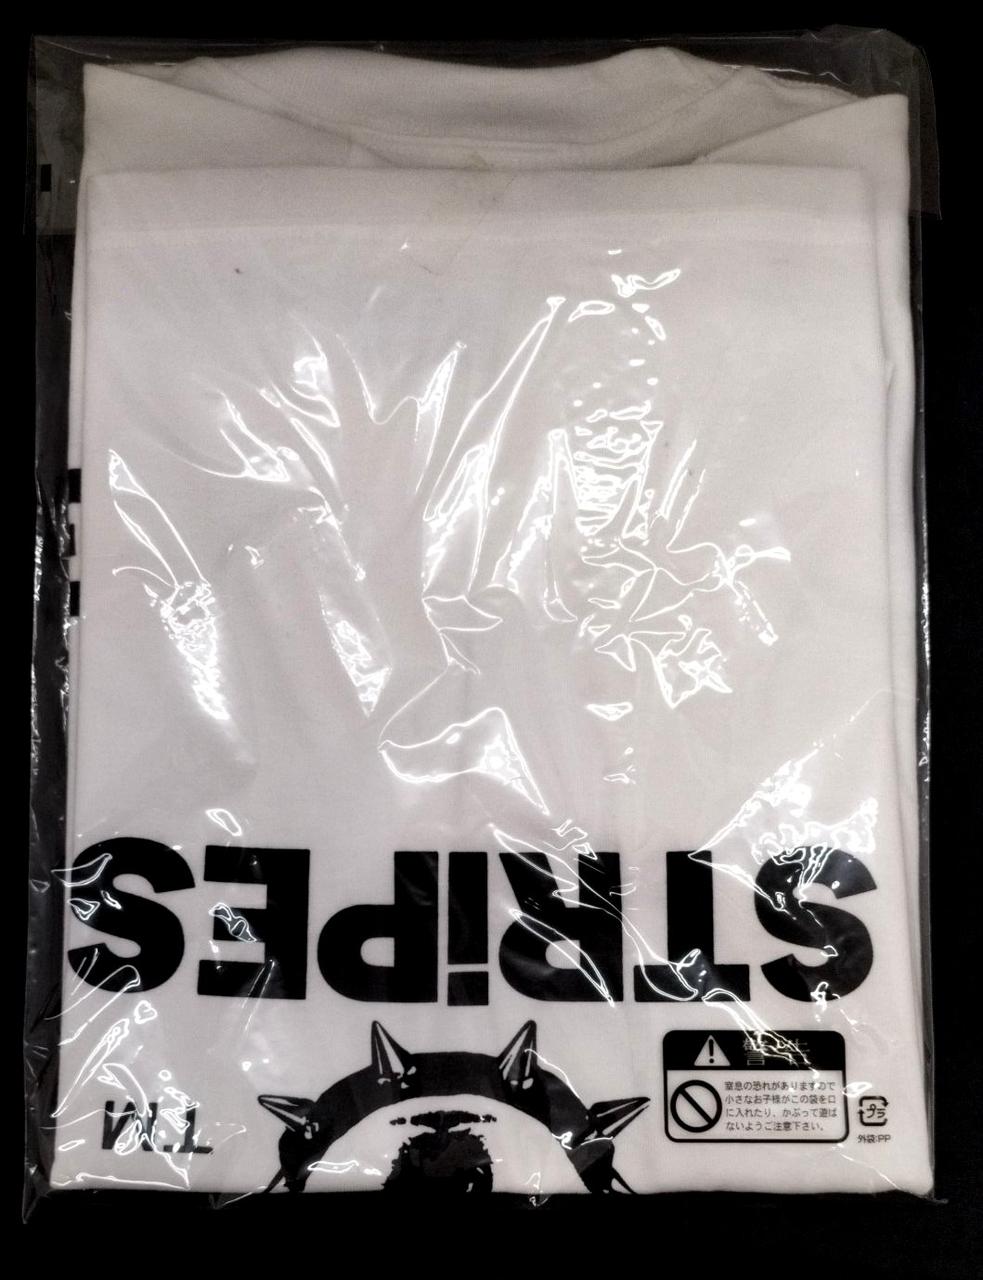 STRiPES
警告
窒息の恐れがありますので
小さなお子様がこの袋を口
に入れたり、かぶって遊ば
ないようご注意下さい。
プラ
外袋:PP